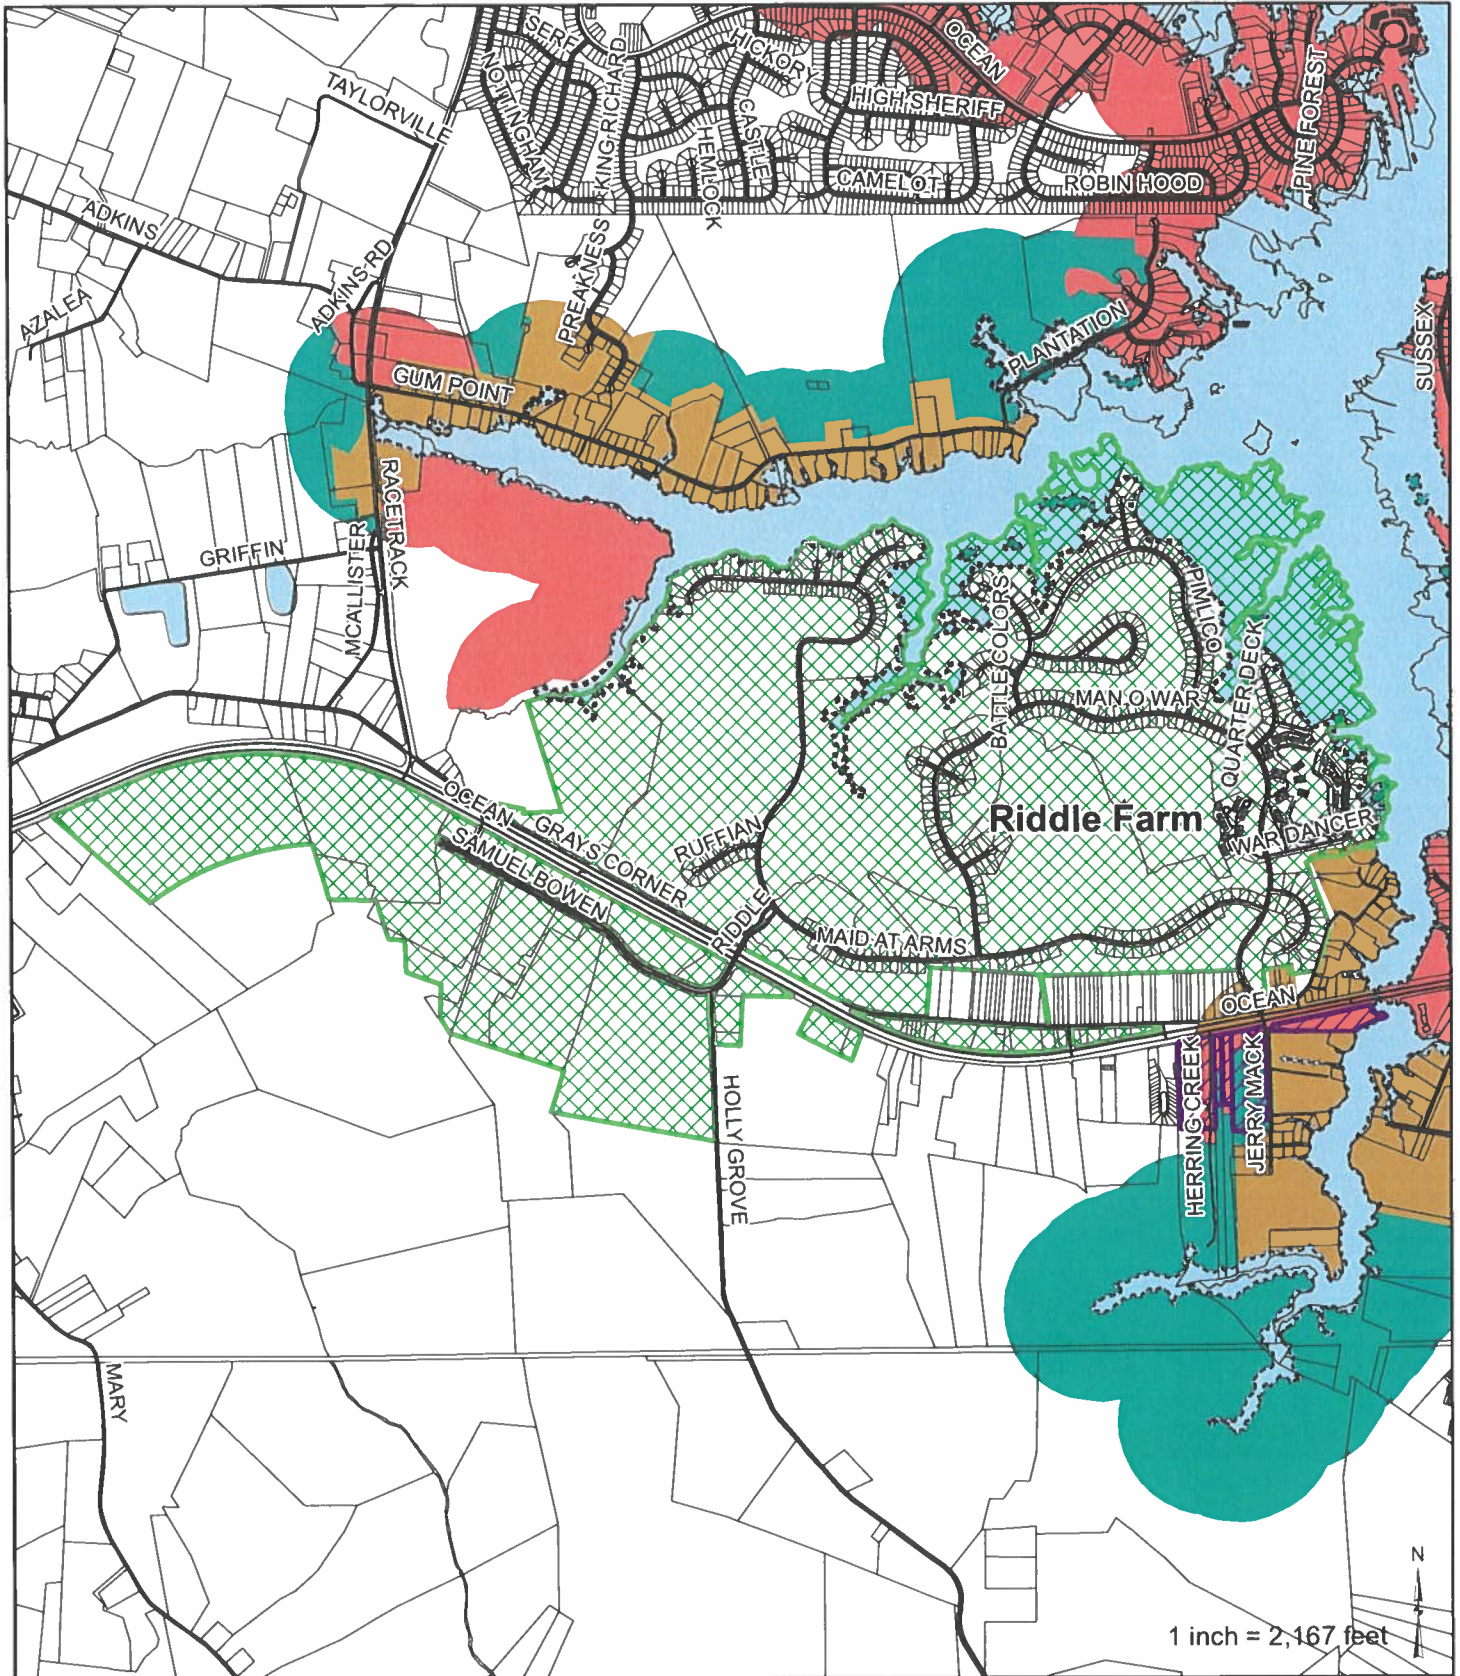 SERF
KING RICHARD
HICKORY
OCEAN
NOTTINGHAM
PINE FOREST
TAYLORVILLE
HIGH SHERIFF
CASTLE
HEMLOCK
CAMELOT
ROBIN HOOD
ADKINS
PREAKNESS
ADKINS RD
AZALEA
SUSSEX
PLANTATION
GUM POINT
RACETRACK
GRIFFIN
MCALLISTER
PIMLICO
BATTLE COLORS
QUARTER DECK
MAN O WAR
OCEAN
GRAYS CORNER
Riddle Farm
SAMUEL BOWEN
RUFFIAN
WAR DANCER
RIDDLE
MAID AT ARMS
OCEAN
HERRING CREEK
JERRY MACK
HOLLY GROVE
MARY
N
1 inch = 2,167 feet